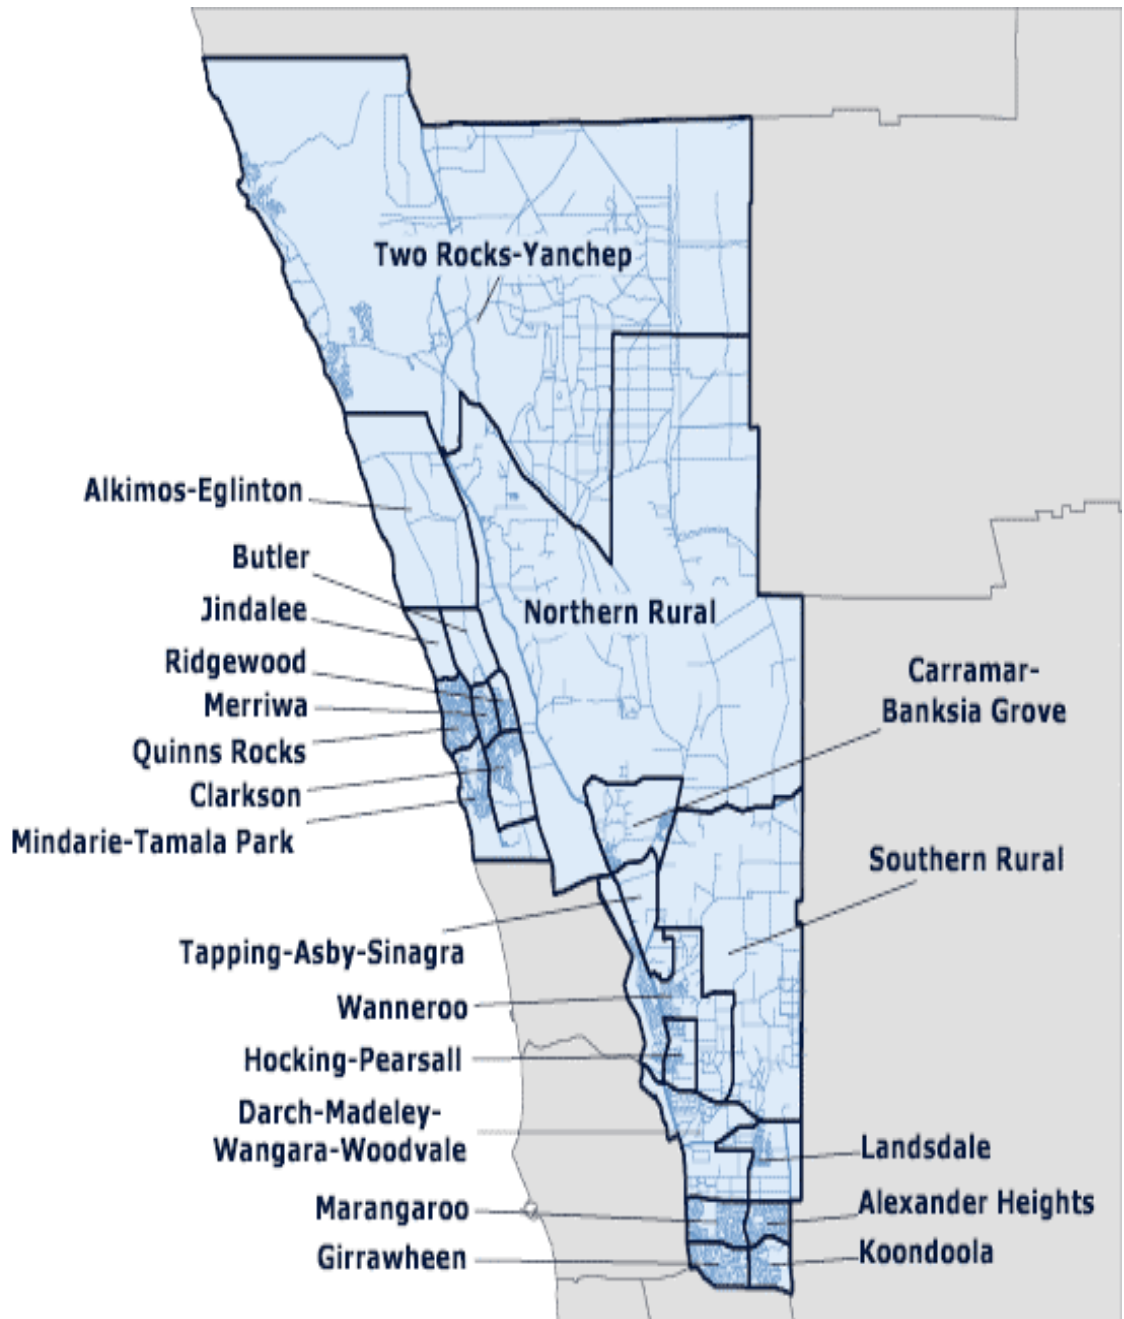 Two Rocks-Yanchep
Alkimos-Eglinton
Butler
Jindalee
Northern Rural
Ridgewood
Carramar-
Banksia Grove
Merriwa
Quinns Rocks
Clarkson
Mindarie-Tamala Park
Southern Rural
Tapping-Asby-Sinagra
Wanneroo
Hocking-Pearsall
Darch-Madeley-
Wangara-Woodvale
Landsdale
Marangaroo
Alexander Heights
Girrawheen
Koondoola